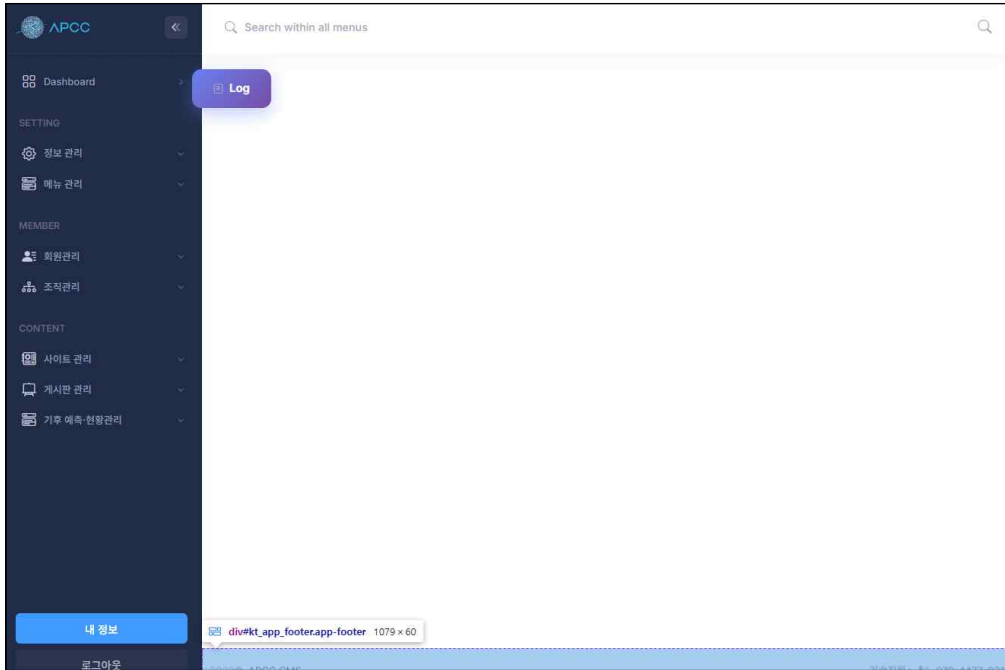 APCC
Search within all menus
Dashboard
Log
SETTING
정보 관리
메뉴 관리
MEMBER
회원관리
조직관리
CONTENT
사이트 관리
게시판 관리
기후 예측·현황관리
내 정보
div#kt_app_footer.app-footer 1079 × 60
로그아웃
APCC CMS